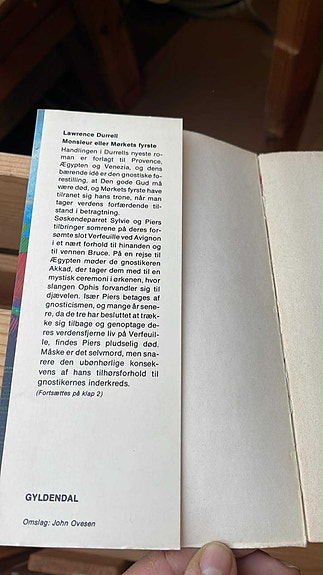 Lawrence Durrell
Monsieur eller Mørkets fyrste
Handlingen i Durrells nyeste ro-
man er forlagt til Provence,
Ægypten og Venezia, og dens
bærende idé er den gnostiske fo-
restilling, at Den gode Gud må
være død, og Mørkets fyrste have
tilranet sig hans trone, når man
tager verdens forfærdende til-
stand i betragtning.
Søskendeparret Sylvie og Piers
tilbringer somrene på deres for-
sømte slot Verfeuille ved Avignon
i et nært forhold til hinanden og
til vennen Bruce. På en rejse til
Ægypten møder de gnostikeren
Akkad, der tager dem med til en
mystisk ceremoni i ørkenen, hvor
slangen Ophis forvandler sig til
djævelen. Især Piers betages af
gnosticismen, og mange år sene-
re, da de tre har besluttet at træk-
ke sig tilbage og genoptage de-
res verdensfjerne liv på Verfeuil-
le, findes Piers pludselig død.
Måske er det selvmord, men sna-
rere den ubønhørlige konsek-
vens af hans tilhørsforhold til
gnostikernes inderkreds.
(Fortsættes på klap 2)
GYLDENDAL
Omslag: John Ovesen